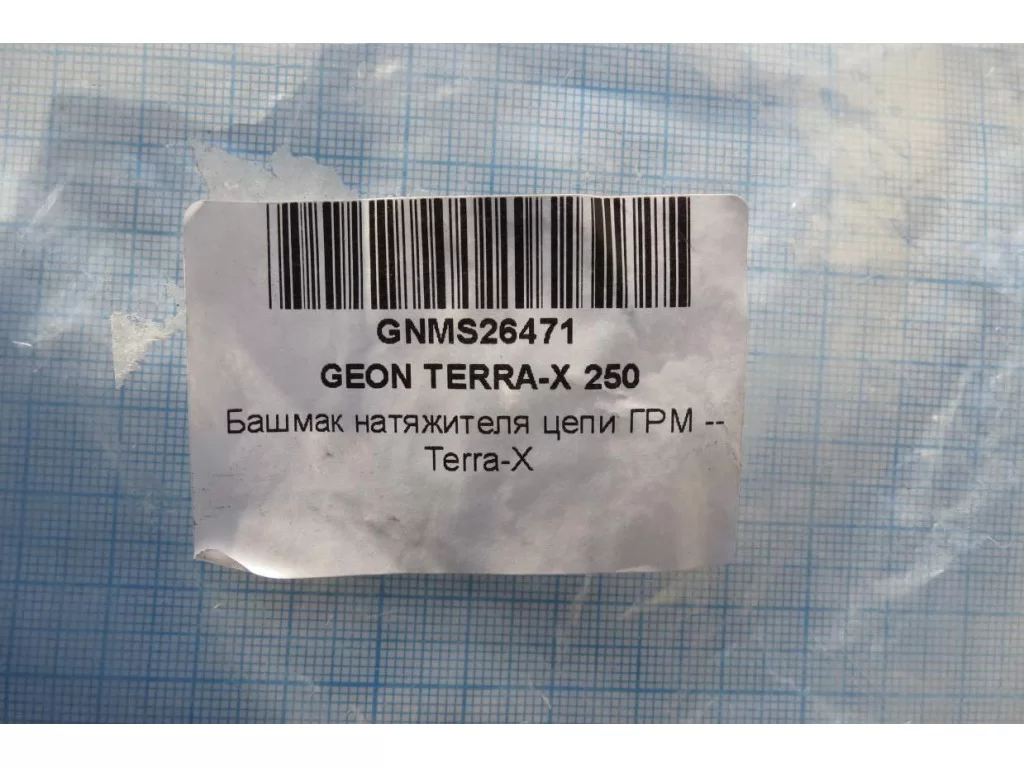 GNMS26471
GEON TERRA-X 250
Башмак натяжителя цепи ГРМ --
Terra-X